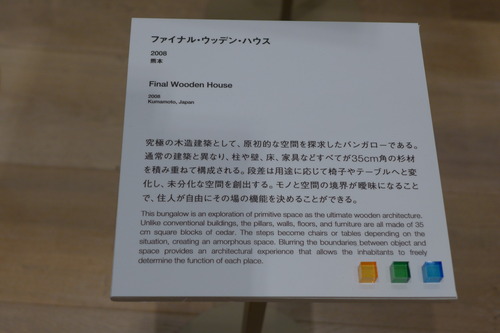 ファイナル・ウッデン・ハウス
2008
熊本
Final Wooden House
2008
Kumamoto, Japan
究極の木造建築として、原初的な空間を探求したバンガローである。
通常の建築と異なり、柱や壁、床、家具などすべてが35cm角の杉材
を積み重ねて構成される。段差は用途に応じて椅子やテーブルへと変
化し、未分化な空間を創出する。モノと空間の境界が曖昧になること
で、住人が自由にその場の機能を決めることができる。
This bungalow is an exploration of primitive space as the ultimate wooden architecture.
Unlike conventional buildings, the pillars, walls, floors, and furniture are all made of 35
cm square blocks of cedar. The steps become chairs or tables depending on the
situation, creating an amorphous space. Blurring the boundaries between object and
space provides an architectural experience that allows the inhabitants to freely
determine the function of each place.